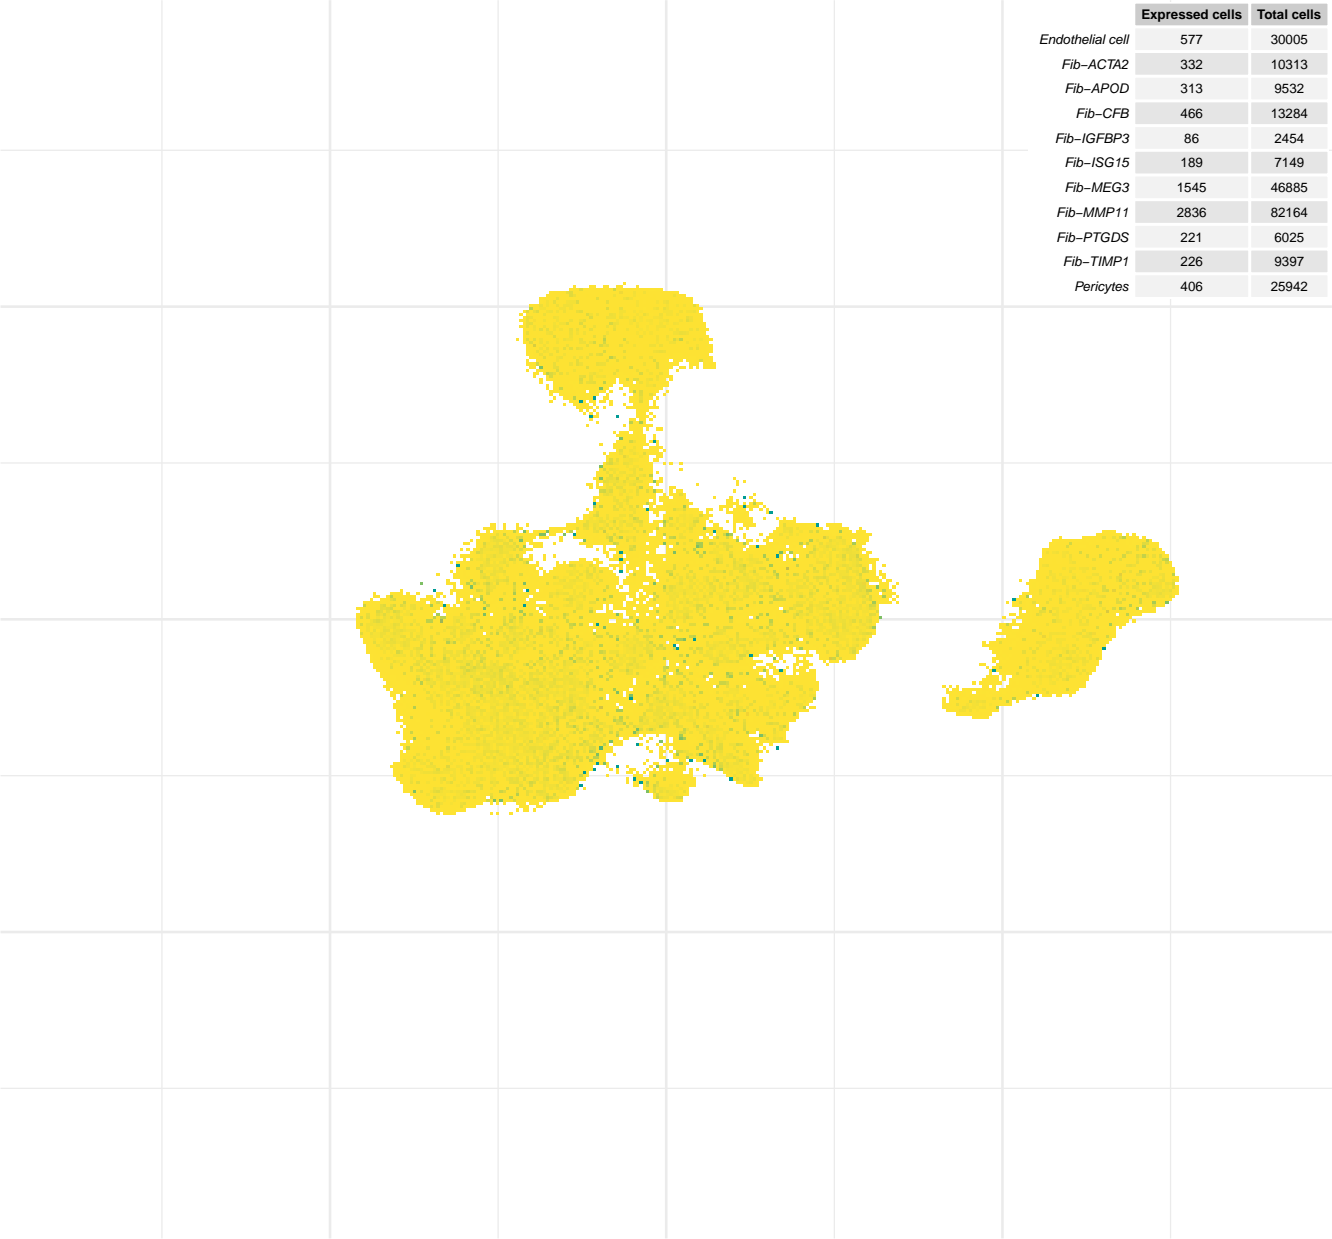 Expressed cells Total cells
Endothelial cell 577 30005
Fib−ACTA2 332 10313
Fib−APOD 313 9532
Fib−CFB 466 13284
Fib−IGFBP3 86 2454
Fib−ISG15 189 7149
Fib−MEG3 1545 46885
Fib−MMP11 2836 82164
Fib−PTGDS 221 6025
Fib−TIMP1 226 9397
Pericytes 406 25942